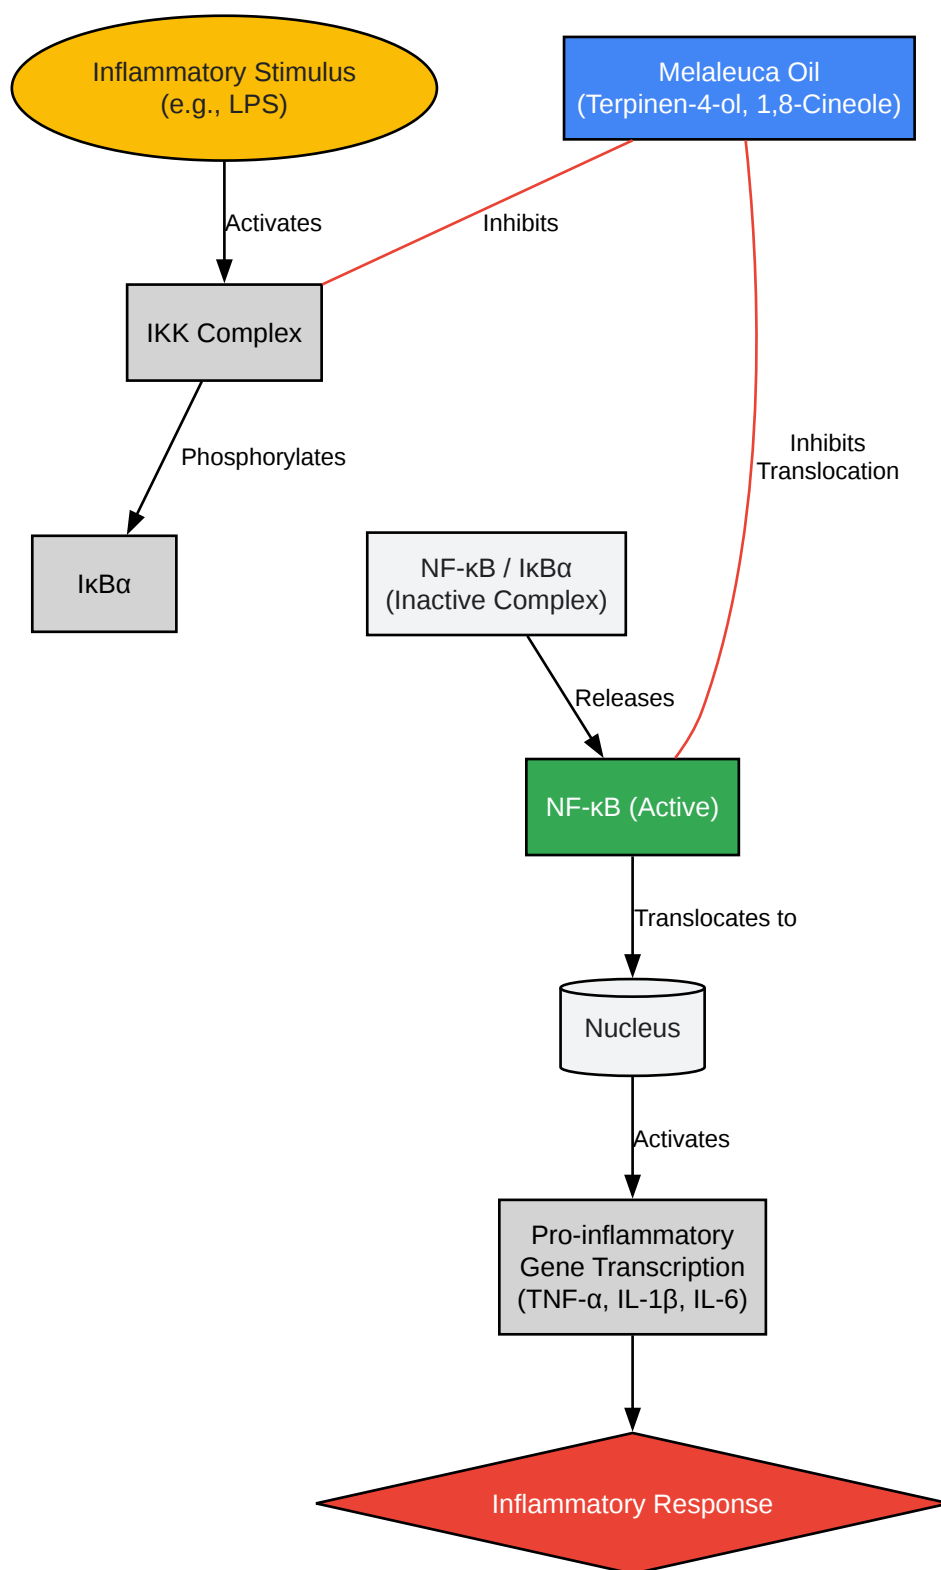 Inflammatory Stimulus
(e.g., LPS)
Melaleuca Oil
(Terpinen-4-ol, 1,8-Cineole)
Activates
Inhibits
IKK Complex
Phosphorylates
Inhibits
Translocation
IκBα
NF-κB / IκBα
(Inactive Complex)
Releases
NF-κB (Active)
Translocates to
Nucleus
Activates
Pro-inflammatory
Gene Transcription
(TNF-α, IL-1β, IL-6)
Inflammatory Response